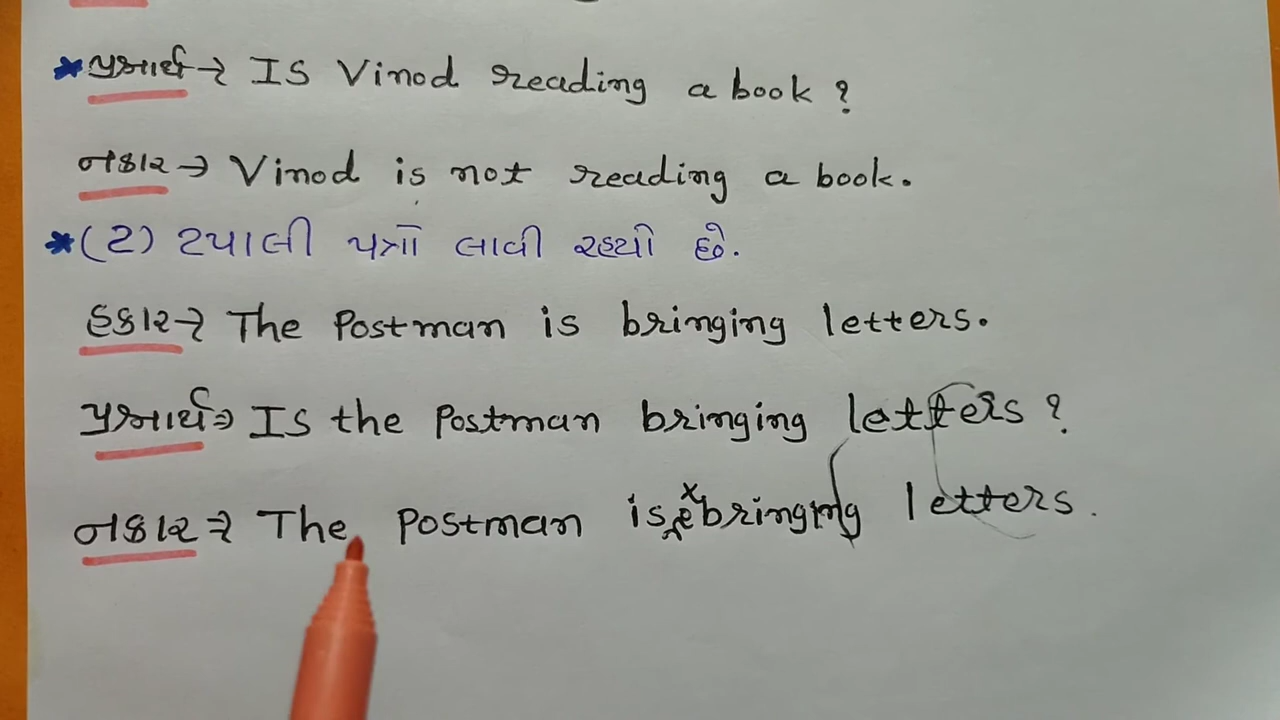 પ્રશ્નાર્થ → Is Vinod reading a book ?
નકાર → Vinod is not reading a book.
* (2) ટપાલી પત્રો લાવી રહ્યો છે.
હકાર → The Postman is bringing letters.
પ્રશ્નાર્થ → Is the Postman bringing letters ?
નકાર → The Postman is bringing letters.